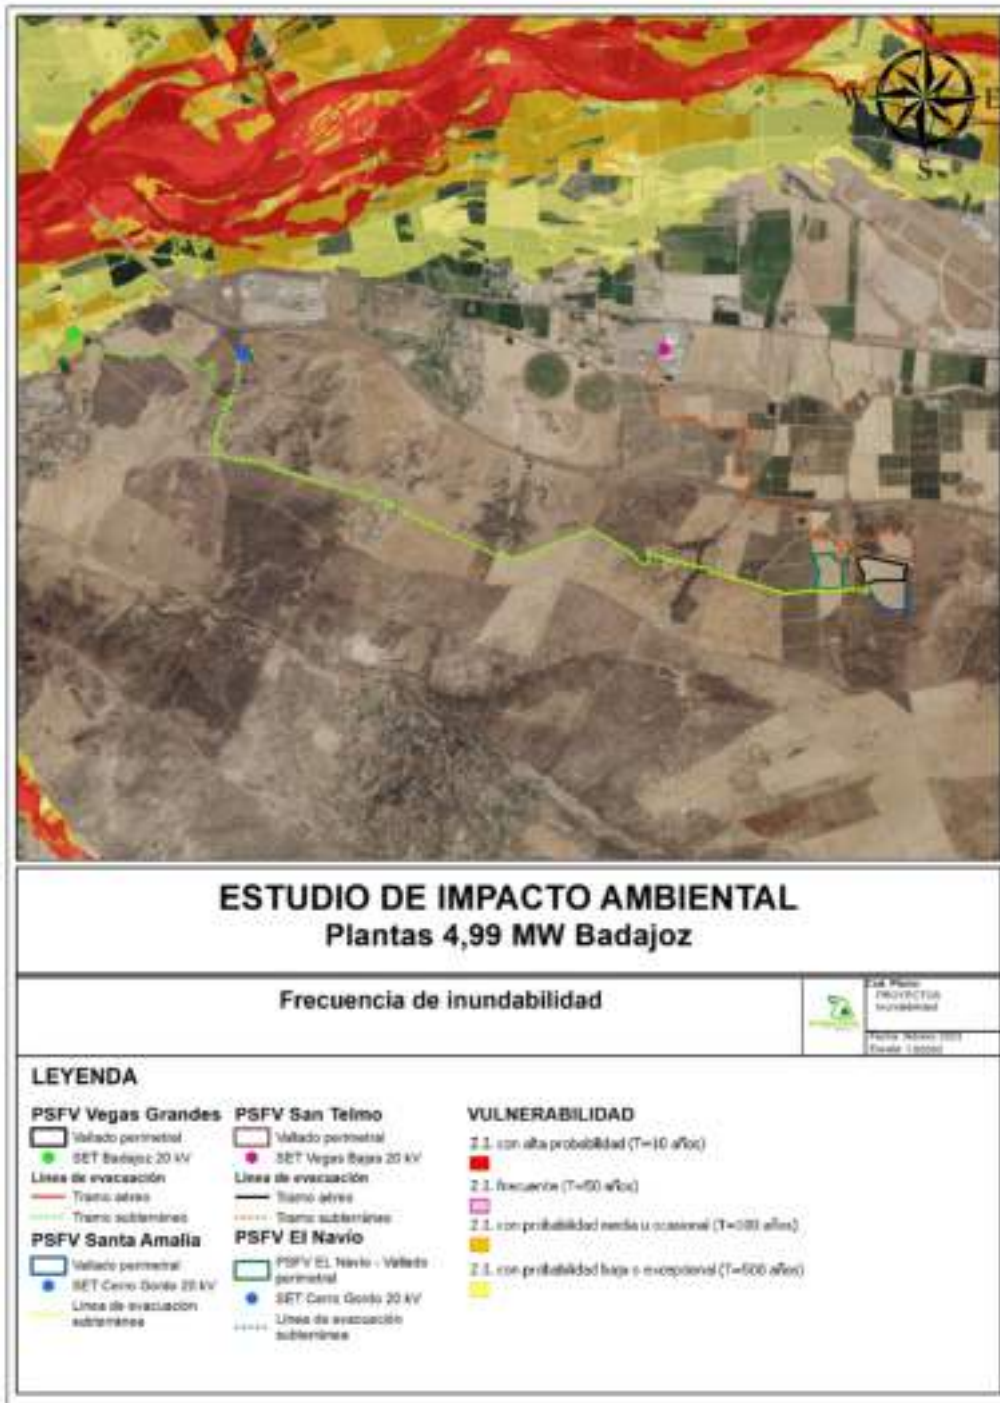 W
E
S
ESTUDIO DE IMPACTO AMBIENTAL
Plantas 4,99 MW Badajoz
Frecuencia de inundabilidad
PROYECTOS
Inundabilidad
LEYENDA
PSFV Vegas Grandes
Vallado perimetral
SET Badajoz 20 kV
Línea de evacuación
Tramo aéreo
Tramo subterráneo
PSFV Santa Amalia
Vallado perimetral
SET Cerro Gordo 20 kV
Línea de evacuación
subterránea
PSFV San Telmo
Vallado perimetral
SET Vegas Bajas 20 kV
Línea de evacuación
Tramo aéreo
Tramo subterráneo
PSFV El Navío
PSFV EL Navío - Vallado
perimetral
SET Cerro Gordo 20 kV
Línea de evacuación
subterránea
VULNERABILIDAD
Z.I. con alta probabilidad (T=10 años)
Z.I. frecuente (T=50 años)
Z.I. con probabilidad media u ocasional (T=100 años)
Z.I. con probabilidad baja o excepcional (T=500 años)